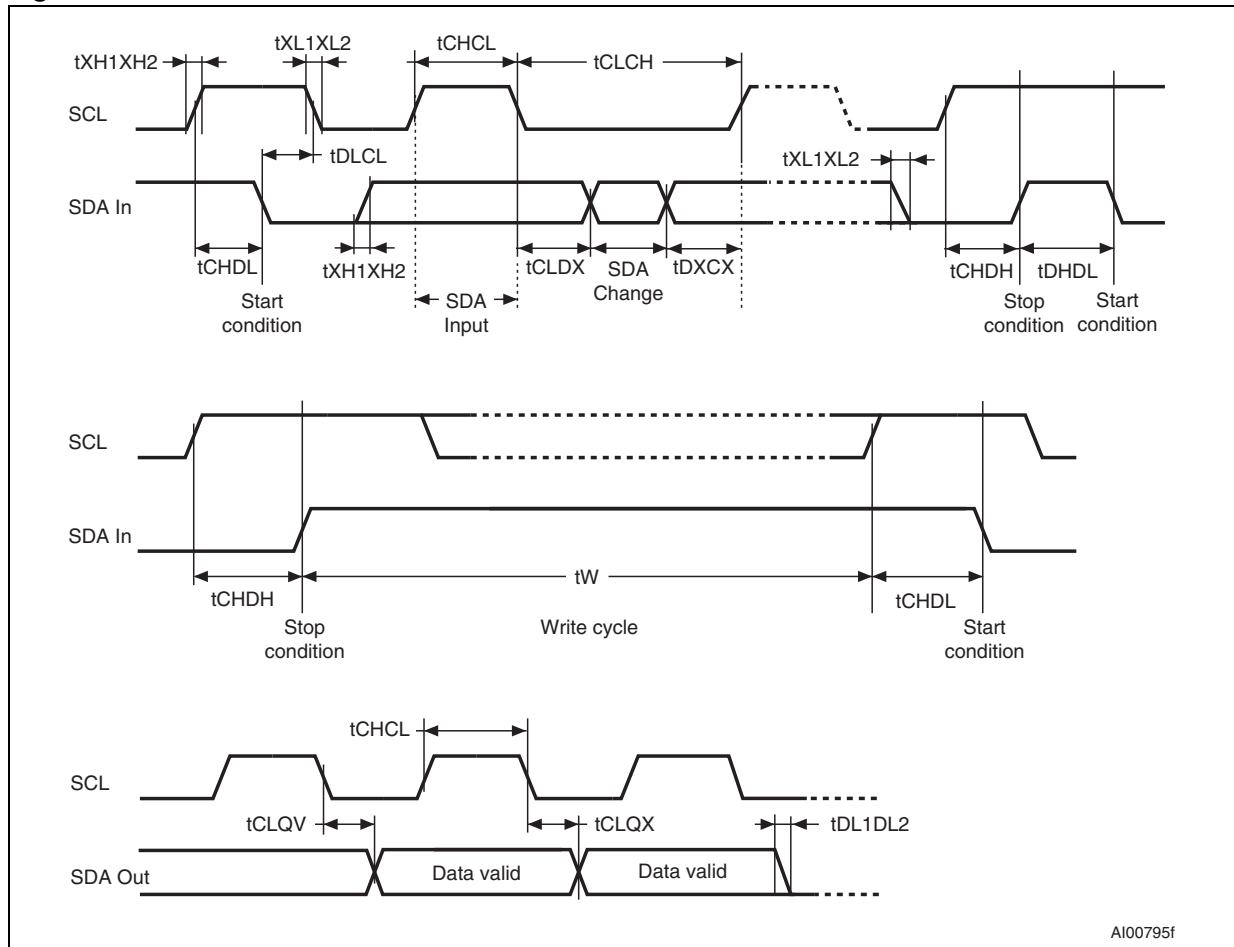 tXH1XH2
tXL1XL2
tCHCL
tCLCH
SCL
tDLCL
tXL1XL2
SDA In
tCHDL
tXH1XH2
tCLDX
SDA
Change
tDXCX
tCHDH
tDHDL
Start
condition
SDA
Input
Stop
condition
Start
condition
SCL
SDA In
tCHDH
tW
tCHDL
Stop
condition
Write cycle
Start
condition
tCHCL
SCL
tCLQV
tCLQX
tDL1DL2
SDA Out
Data valid
Data valid
AI00795f